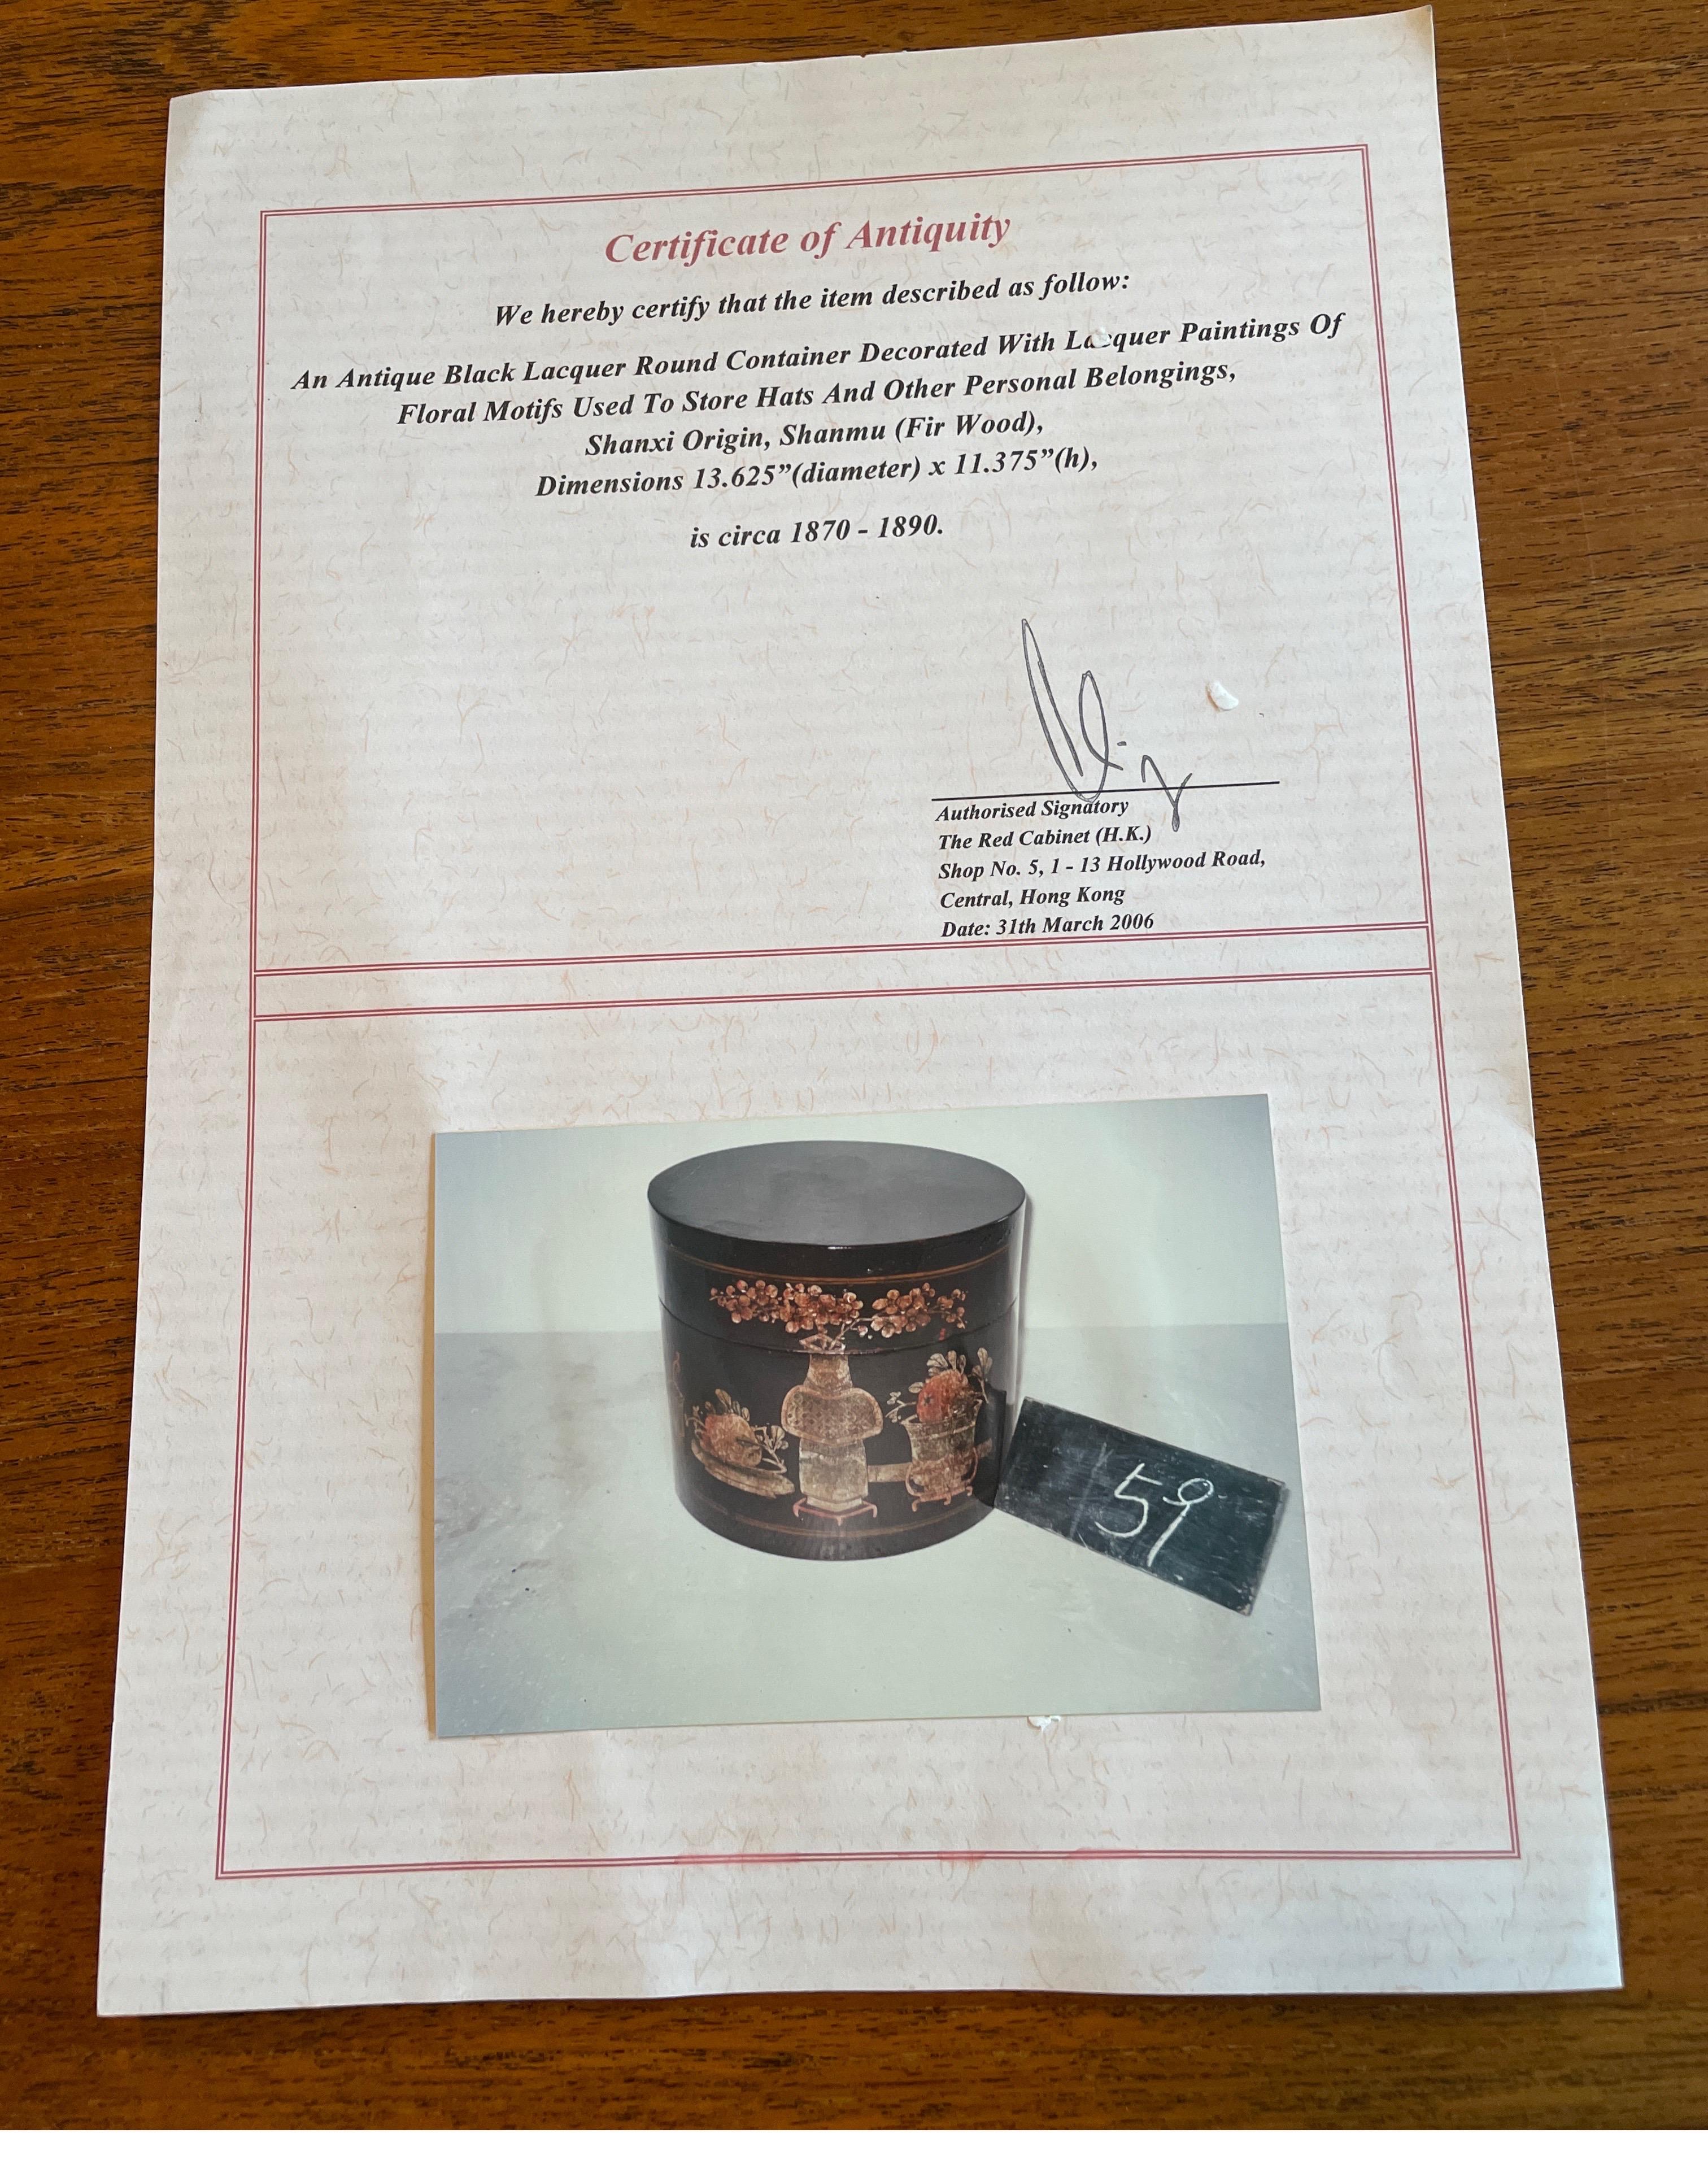 Certificate of Antiquity
We hereby certify that the item described as follow:
An Antique Black Lacquer Round Container Decorated With Lacquer Paintings Of
Floral Motifs Used To Store Hats And Other Personal Belongings,
Shanxi Origin, Shanmu (Fir Wood),
Dimensions 13.625”(diameter) x 11.375”(h),
is circa 1870 - 1890.
Authorised Signatory
The Red Cabinet (H.K.)
Shop No. 5, 1 - 13 Hollywood Road,
Central, Hong Kong
Date: 31th March 2006
59